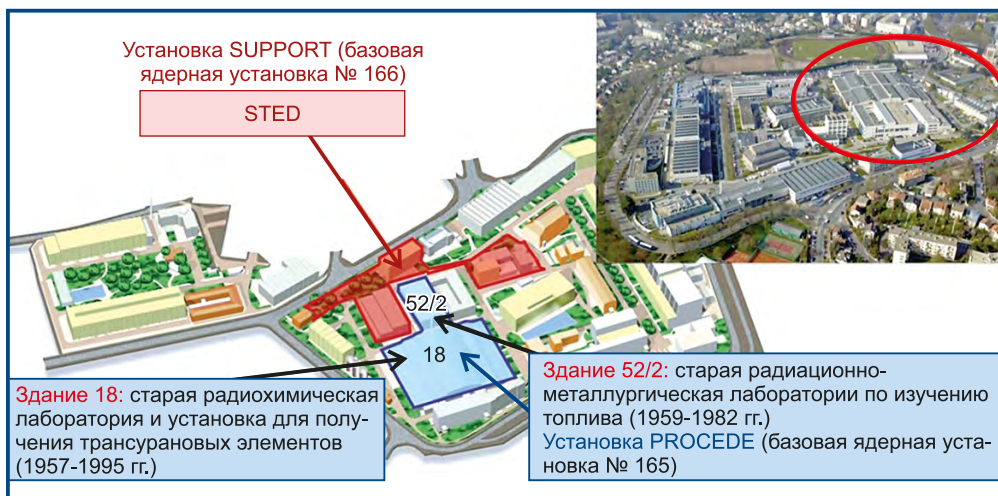 Установка SUPPORT (базовая
ядерная установка № 166)
STED
52/2
18
Здание 18: старая радиохимическая
лаборатория и установка для полу-
чения трансурановых элементов
(1957-1995 гг.)
Здание 52/2: старая радиационно-
металлургическая лаборатории по изучению
топлива (1959-1982 гг.)
Установка PROCEDE (базовая ядерная уста-
новка № 165)